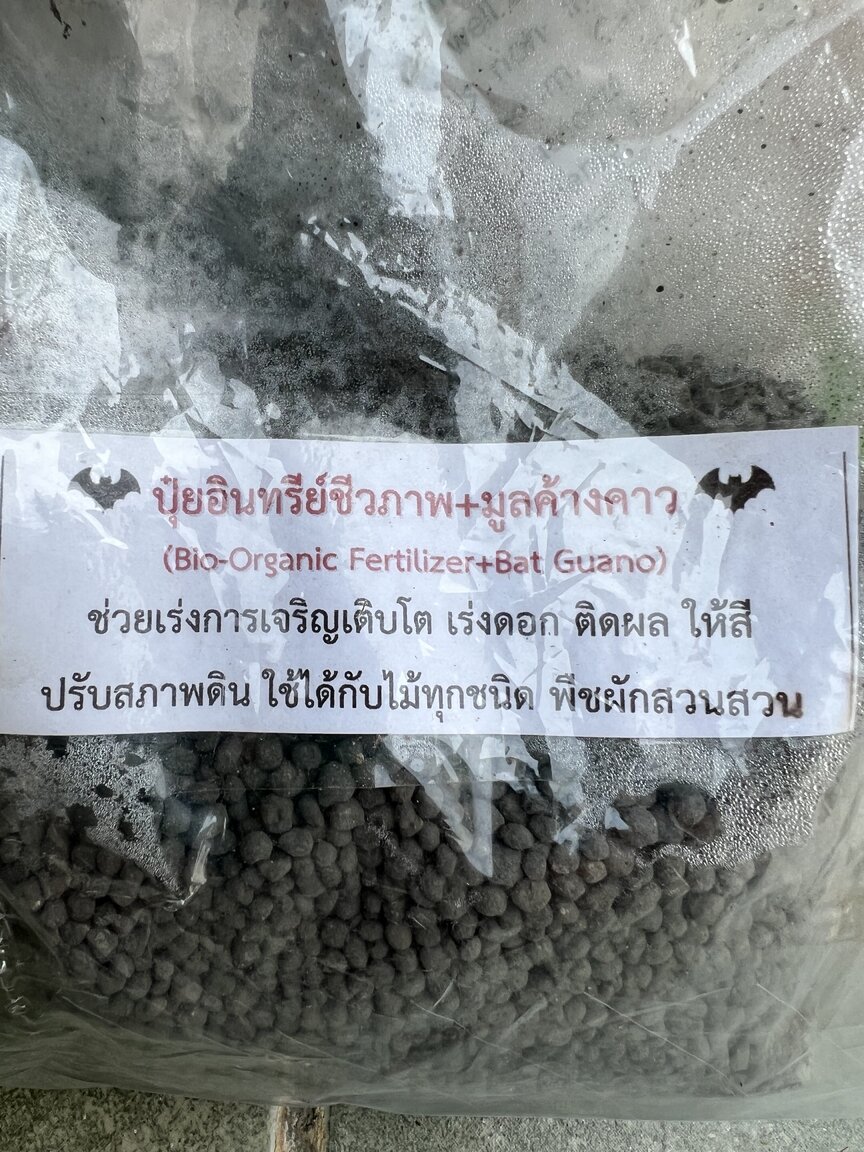 ปุ๋ยอินทรีย์ชีวภาพ+มูลค้างคาว
(Bio-Organic Fertilizer+Bat Guano)
ช่วยเร่งการเจริญเติบโต เร่งดอก ติดผล ให้สี
ปรับสภาพดิน ใช้ได้กับไม้ทุกชนิด พืชผักสวนสวน